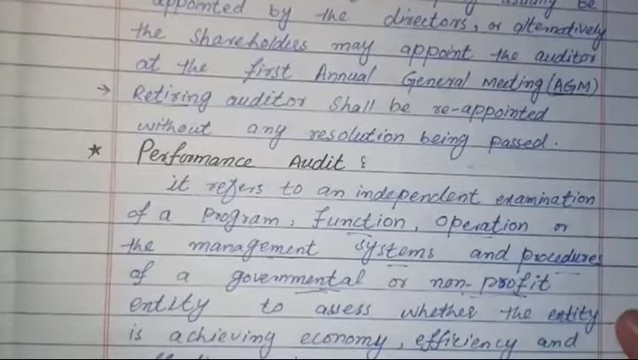 appointed by the directors, or alternatively
the shareholders may appoint the auditor
at the first Annual General Meeting (AGM)
→ Retiring auditor shall be re-appointed
without any resolution being passed.
* Performance Audit :
it refers to an independent examination
of a program, function, operation or
the management systems and procedures
of a governmental or non-profit
entity to assess whether the entity
is achieving economy, efficiency and